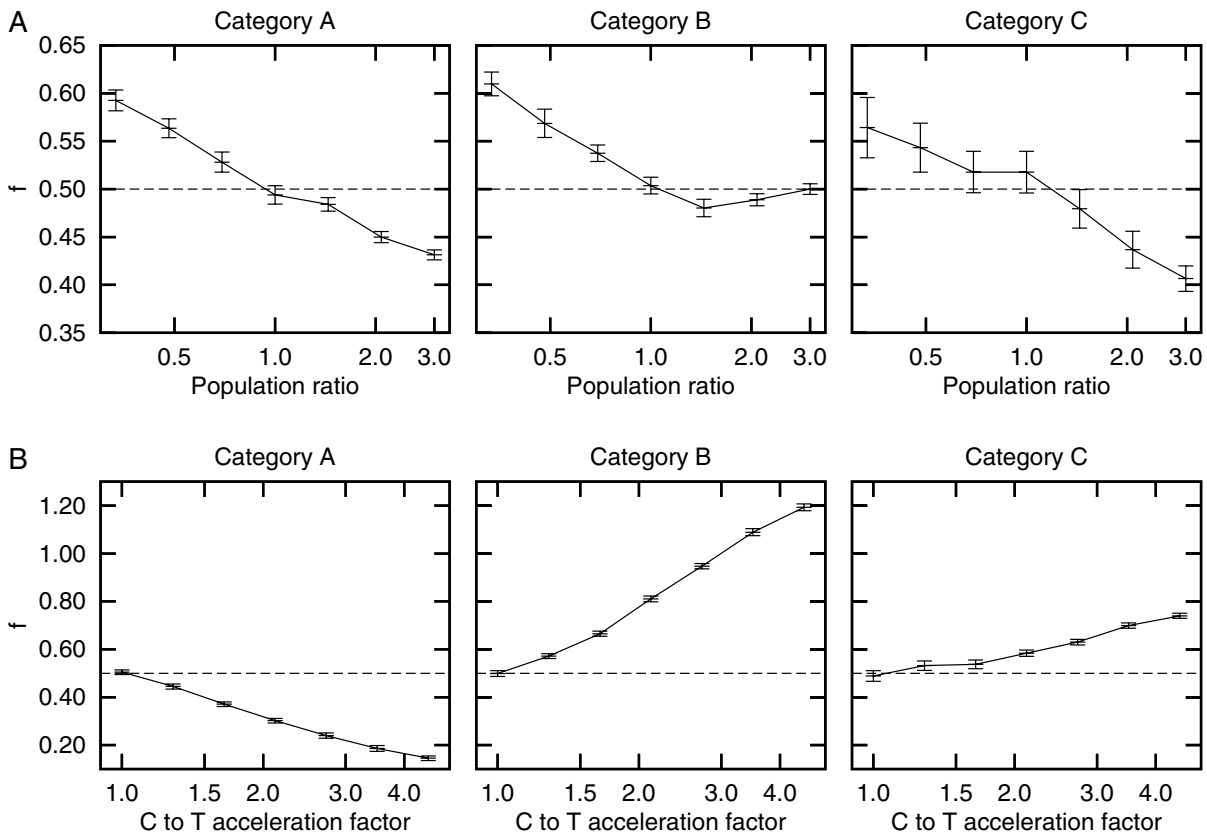 A
Category A Category B Category C
0.65
0.60
0.55
0.50
0.45
0.40
0.35
f
0.5 1.0 2.0 3.0 0.5 1.0 2.0 3.0 0.5 1.0 2.0 3.0
Population ratio Population ratio Population ratio
B
Category A Category B Category C
1.20
1.00
0.80
0.60
0.40
0.20
f
1.0 1.5 2.0 3.0 4.0 1.0 1.5 2.0 3.0 4.0 1.0 1.5 2.0 3.0 4.0
C to T acceleration factor C to T acceleration factor C to T acceleration factor